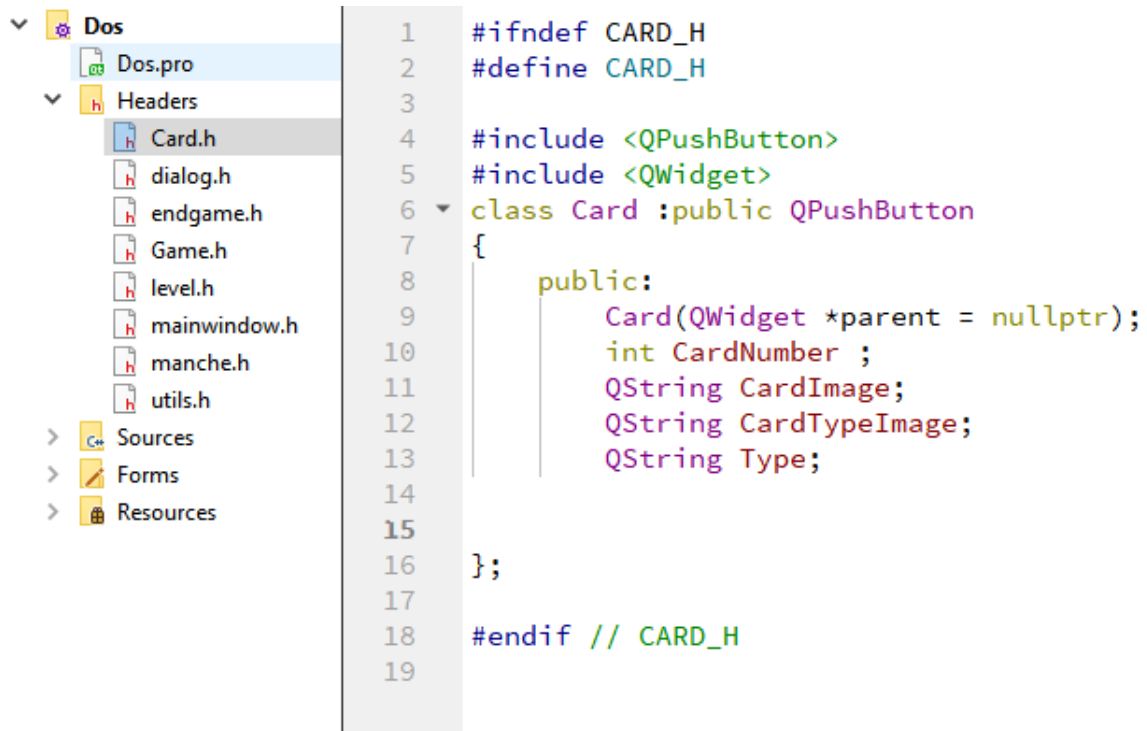 Dos
Dos.pro
Headers
Card.h
dialog.h
endgame.h
Game.h
level.h
mainwindow.h
manche.h
utils.h
Sources
Forms
Resources
1 #ifndef CARD_H
2 #define CARD_H
3
4 #include <QPushButton>
5 #include <QWidget>
6 class Card :public QPushButton
7 {
8 public:
9 Card(QWidget *parent = nullptr);
10 int CardNumber ;
11 QString CardImage;
12 QString CardTypeImage;
13 QString Type;
14
15
16 };
17
18 #endif // CARD_H
19